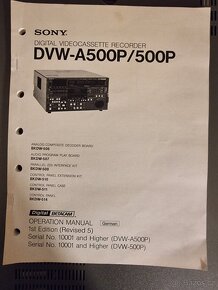 SONY
DIGITAL VIDEOCASSETTE RECORDER
DVW-A500P/500P
ANALOG COMPOSITE DECODER BOARD
BKDW-506
AUDIO PROGRAM PLAY BOARD
BKDW-507
PARALLEL I/O INTERFACE KIT
BKDW-509
CONTROL PANEL EXTENSION KIT
BKDW-510
CONTROL PANEL CASE
BKDW-511
CONTROL PANEL
BKDW-514
Digital BETACAM
OPERATION MANUAL German
1st Edition (Revised 5)
Serial No. 10001 and Higher (DVW-A500P)
Serial No. 10001 and Higher (DVW-500P)